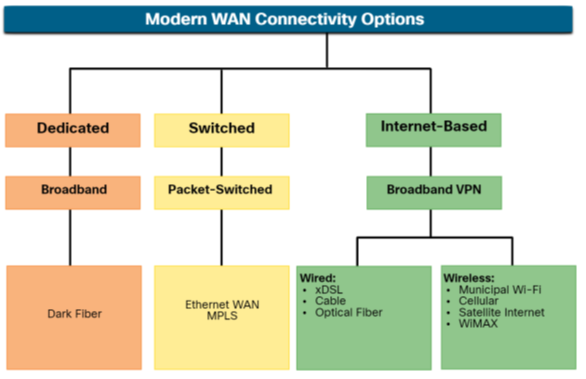 Modern WAN Connectivity Options
Dedicated
Switched
Internet-Based
Broadband
Packet-Switched
Broadband VPN
Dark Fiber
Ethernet WAN
MPLS
Wired:
• xDSL
• Cable
• Optical Fiber
Wireless:
• Municipal Wi-Fi
• Cellular
• Satellite Internet
• WiMAX